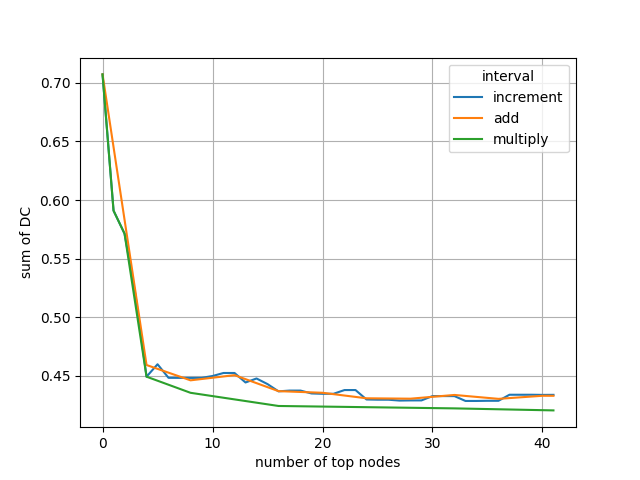 interval
increment
add
multiply
sum of DC
0.70
0.65
0.60
0.55
0.50
0.45
0
10
20
30
40
number of top nodes